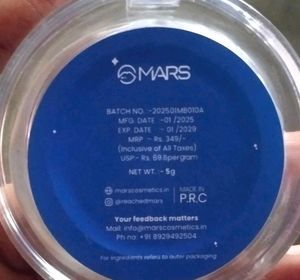 MARS
BATCH NO. :-202501MB010A
MFG. DATE -01 /2025
EXP. DATE - 01 /2029
MRP - Rs. 349/-
(Inclusive of All Taxes)
USP:- Rs. 69.8pergram
NET WT. :- 5g
marscosmetics.in
@reachedmars
MADE IN
P.R.C
Your feedback matters
Mail: info@marscosmetics.in
Ph no: +91 8929492504
For ingredients refers to outer packaging